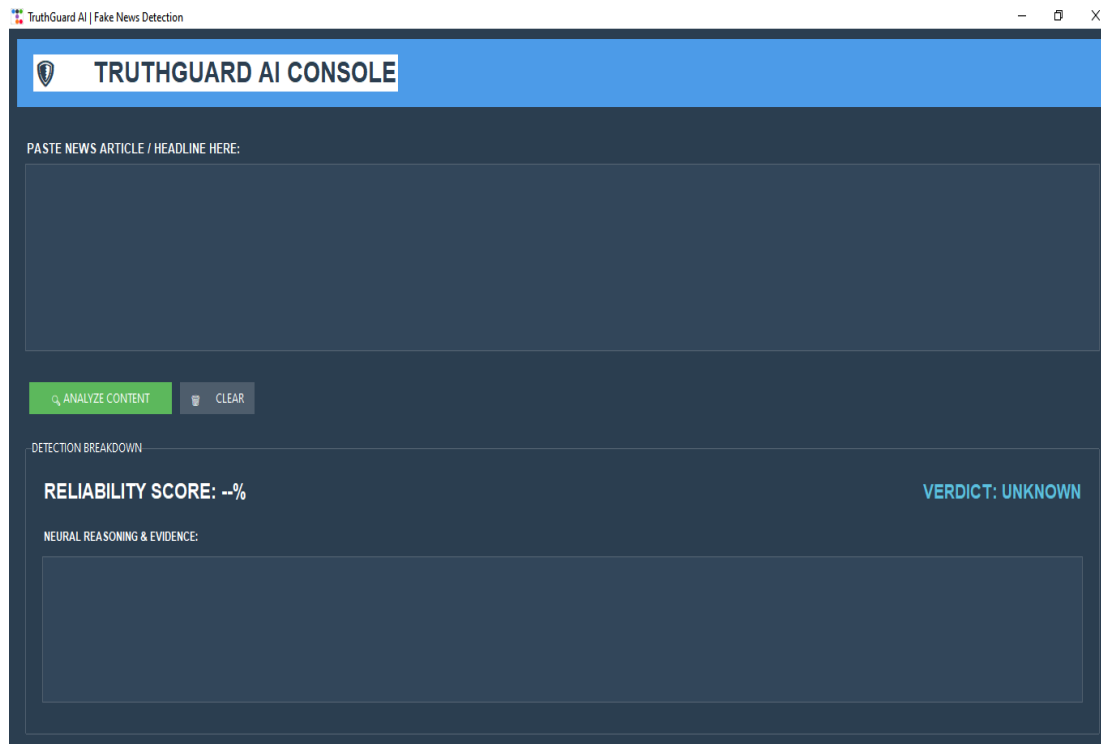 TruthGuard AI | Fake News Detection
TRUTHGUARD AI CONSOLE
PASTE NEWS ARTICLE / HEADLINE HERE:
ANALYZE CONTENT CLEAR
DETECTION BREAKDOWN
RELIABILITY SCORE: --% VERDICT: UNKNOWN
NEURAL REASONING & EVIDENCE: